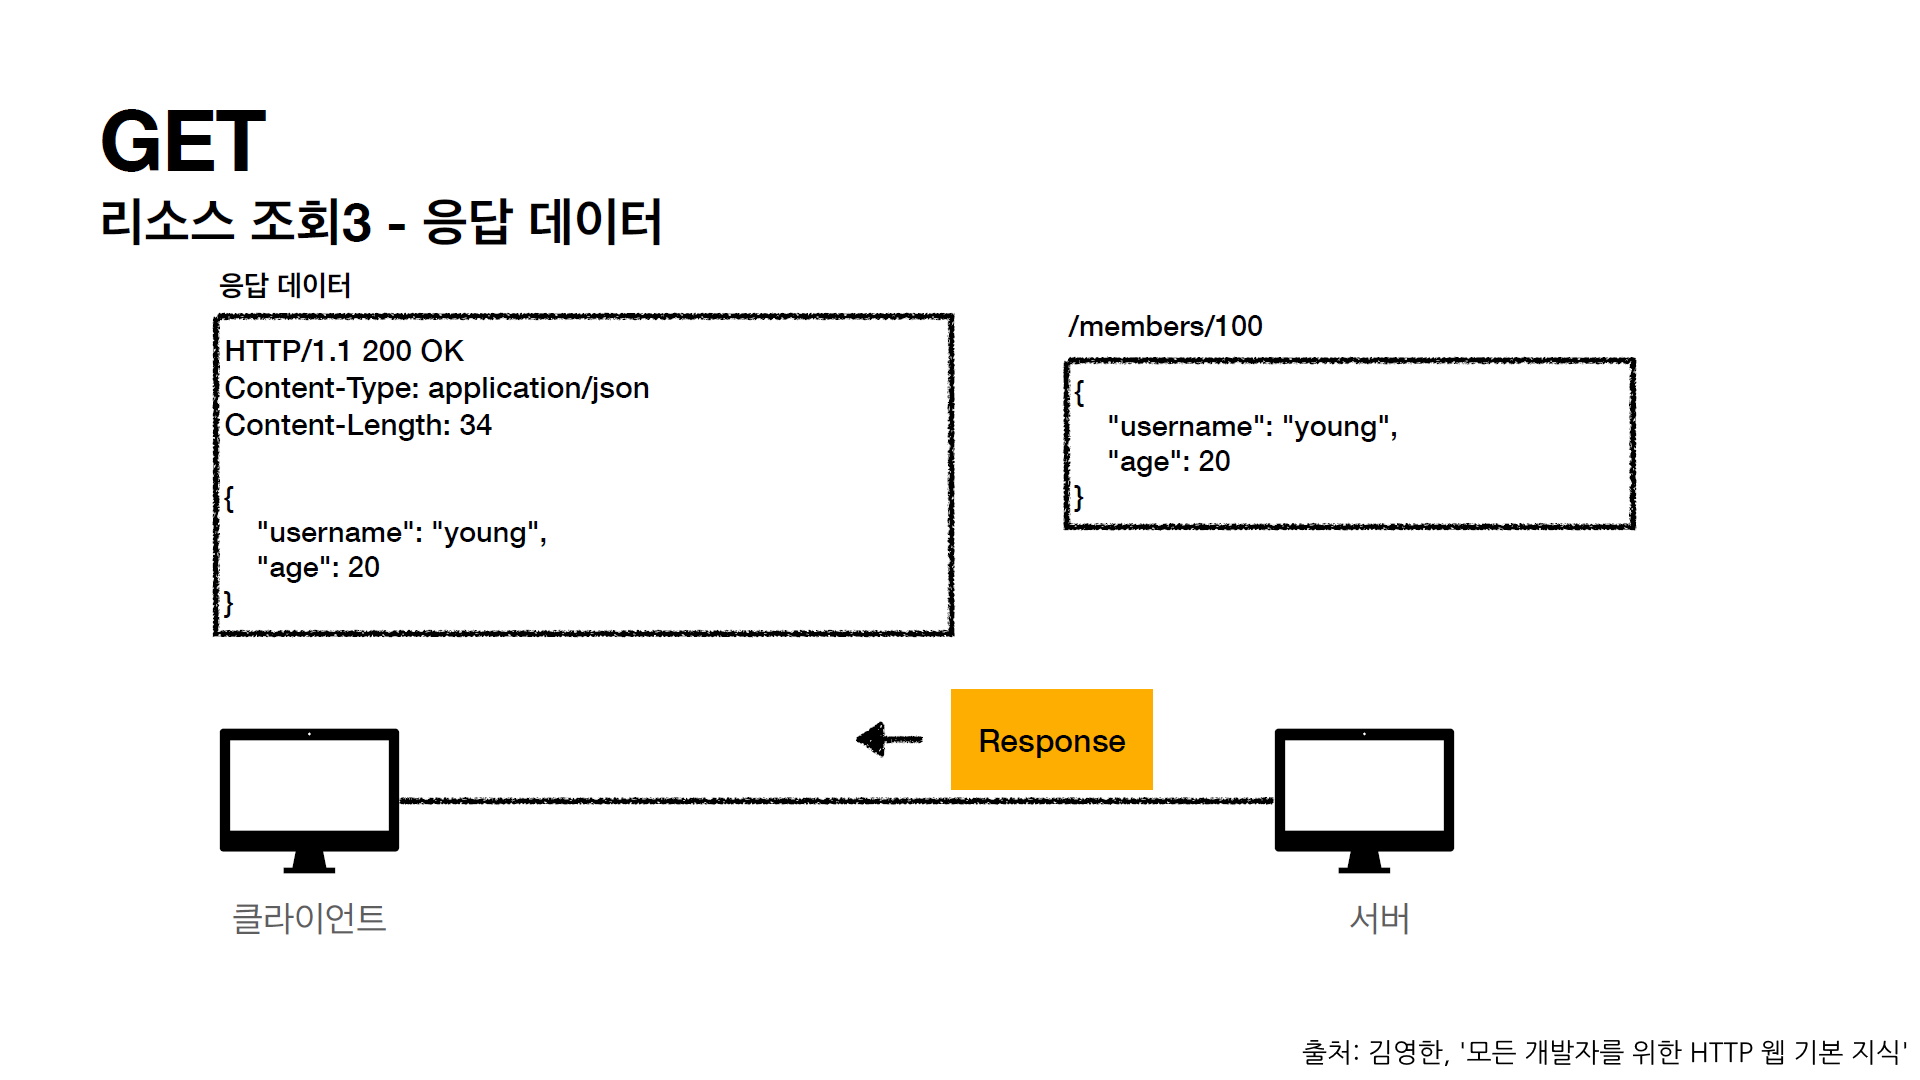 GET
리소스 조회3 - 응답 데이터
응답 데이터
HTTP/1.1 200 OK
Content-Type: application/json
Content-Length: 34
{
"username": "young",
"age": 20
}
/members/100
{
"username": "young",
"age": 20
}
Response
클라이언트
서버
출처: 김영한, '모든 개발자를 위한 HTTP 웹 기본 지식'